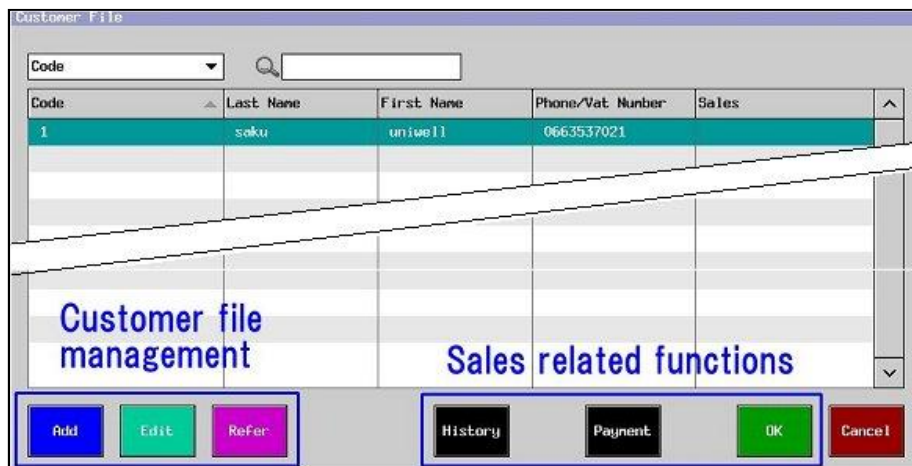 Customer File
Code
Code Last Name First Name Phone/Vat Number Sales
1 saku uniwell 0663537021
Customer file
management
Sales related functions
Add Edit Refer History Payment OK Cancel